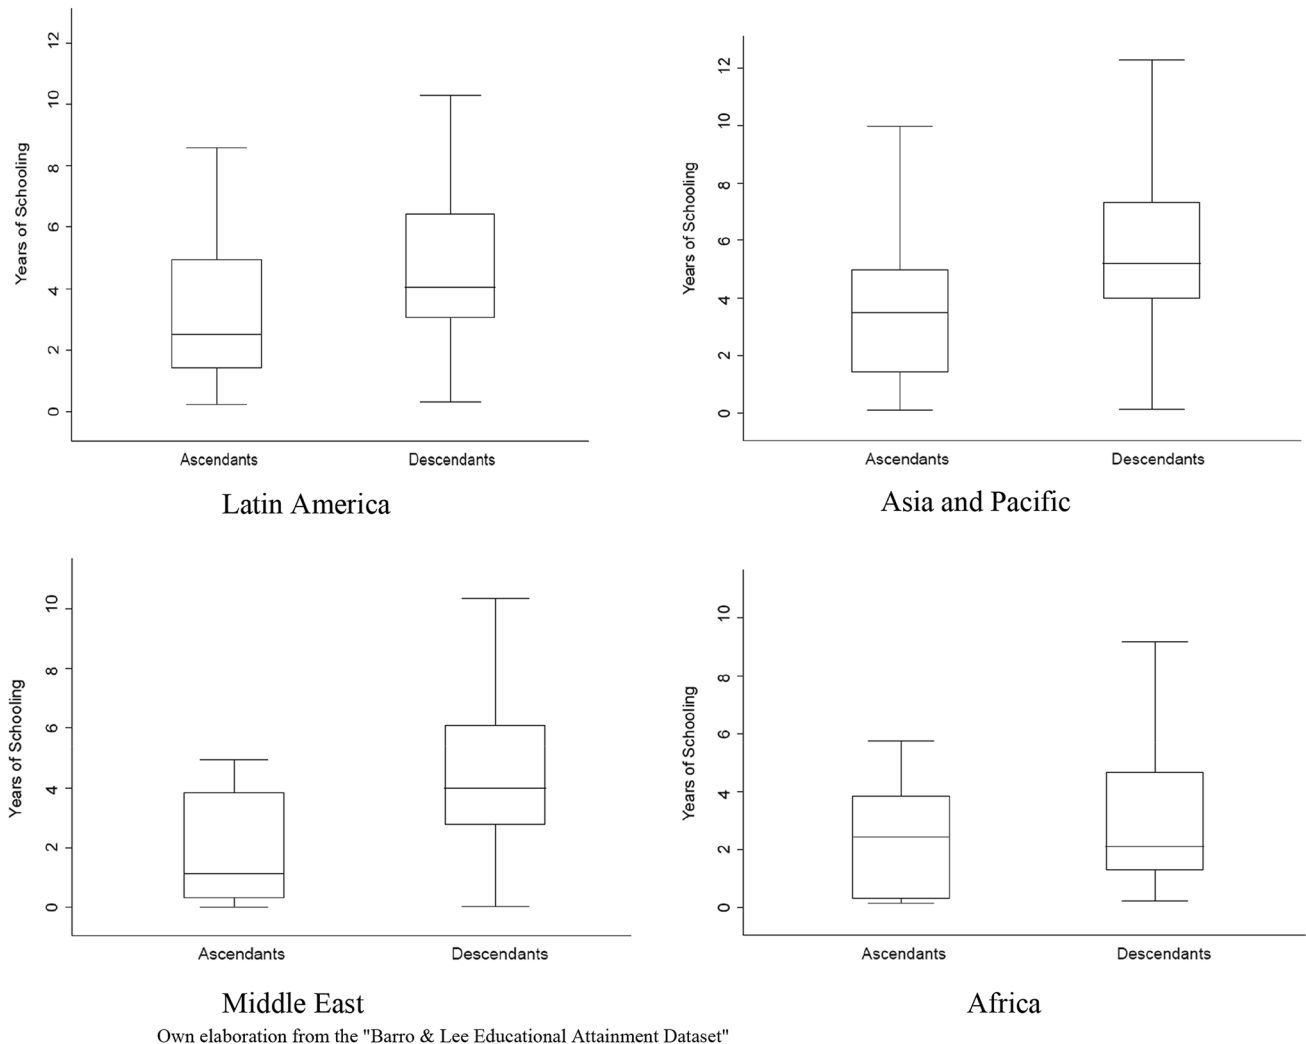 Years of Schooling
12
10
8
6
4
2
0
Ascendants Descendants
Latin America
Years of Schooling
12
10
8
6
4
2
0
Ascendants Descendants
Asia and Pacific
Years of Schooling
10
8
6
4
2
0
Ascendants Descendants
Middle East
Years of Schooling
10
8
6
4
2
0
Ascendants Descendants
Africa
Own elaboration from the "Barro & Lee Educational Attainment Dataset"